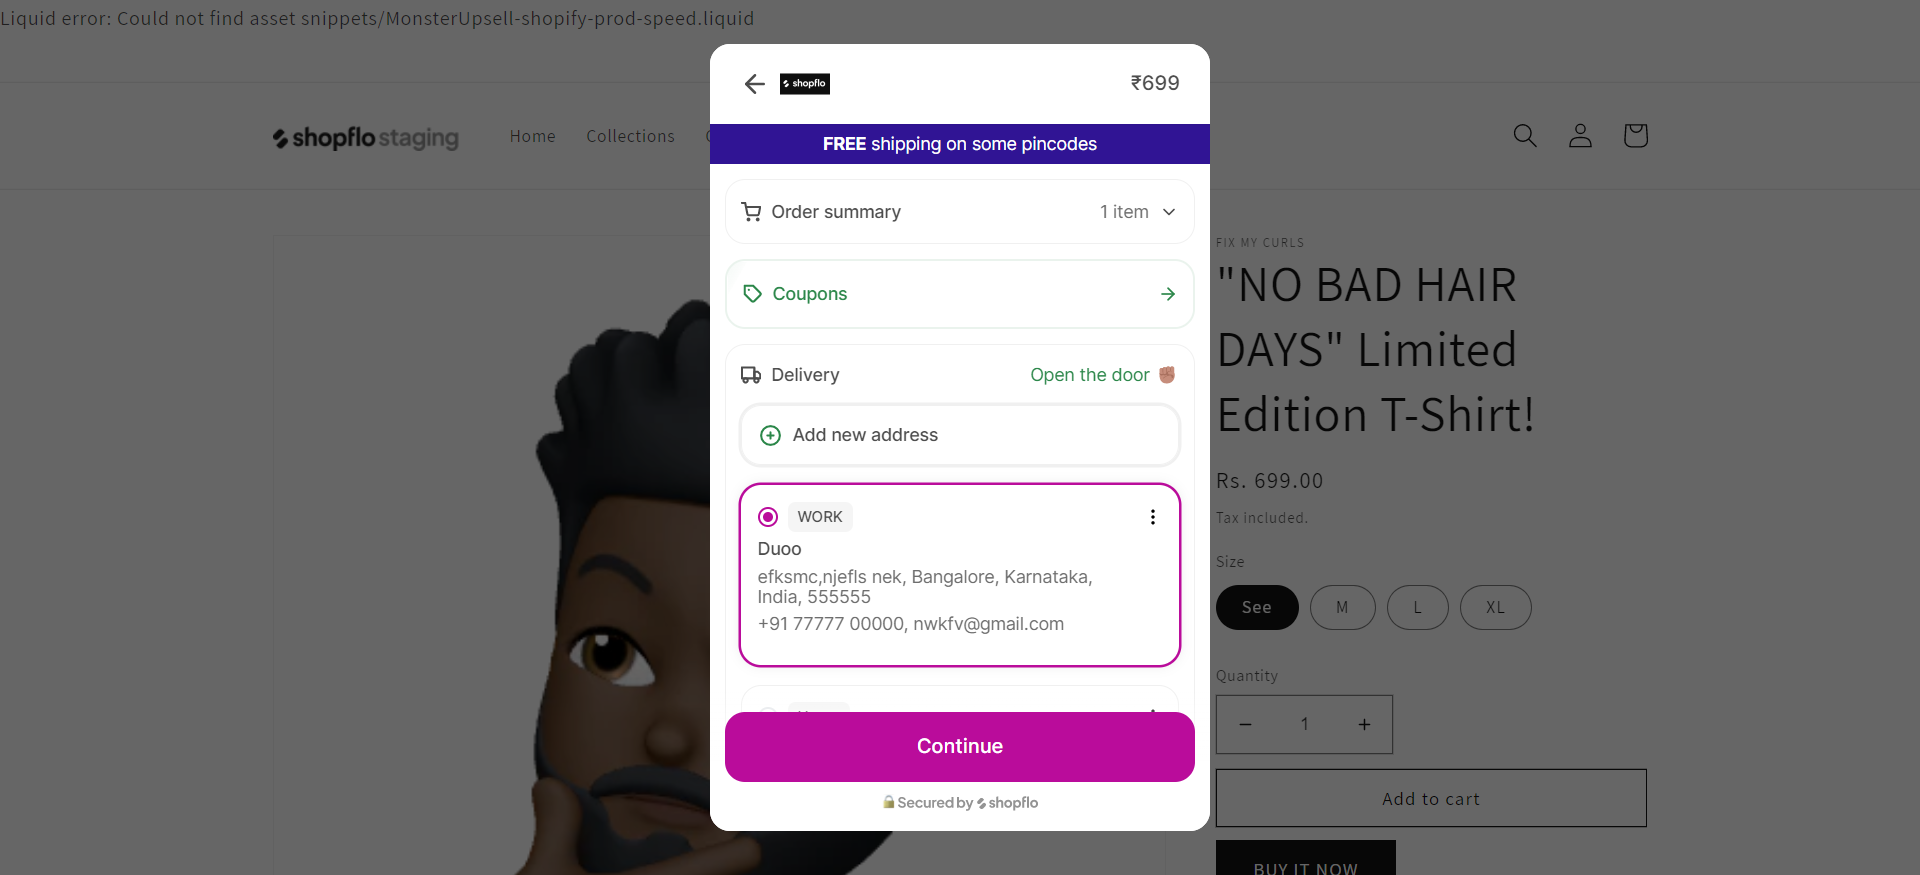 Liquid error: Could not find asset snippets/MonsterUpsell-shopify-prod-speed.liquid
shopflo
₹699
FREE shipping on some pincodes
shopflo staging
Home
Collections
Order summary
1 item
Coupons
Delivery
Open the door ✊🏽
Add new address
WORK
Duoo
efksmc,njefls nek, Bangalore, Karnataka,
India, 555555
+91 77777 00000, nwkfv@gmail.com
Continue
🔒 Secured by shopflo
FIX MY CURLS
"NO BAD HAIR
DAYS" Limited
Edition T-Shirt!
Rs. 699.00
Tax included.
Size
See
M
L
XL
Quantity
− 1 +
Add to cart
BUY IT NOW